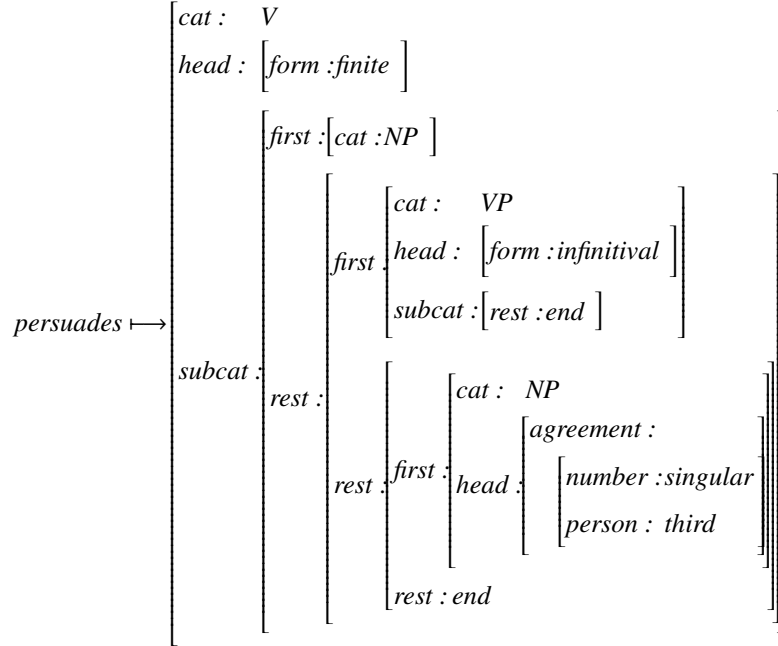 cat : V
head : [form :finite ]
first :[cat :NP ]
cat : VP
first :
head : [form :infinitival ]
subcat :[rest :end ]
persuades ⟼
subcat :
rest :
cat : NP
agreement :
rest :
first :
head :
[number :singular
person : third ]
rest : end